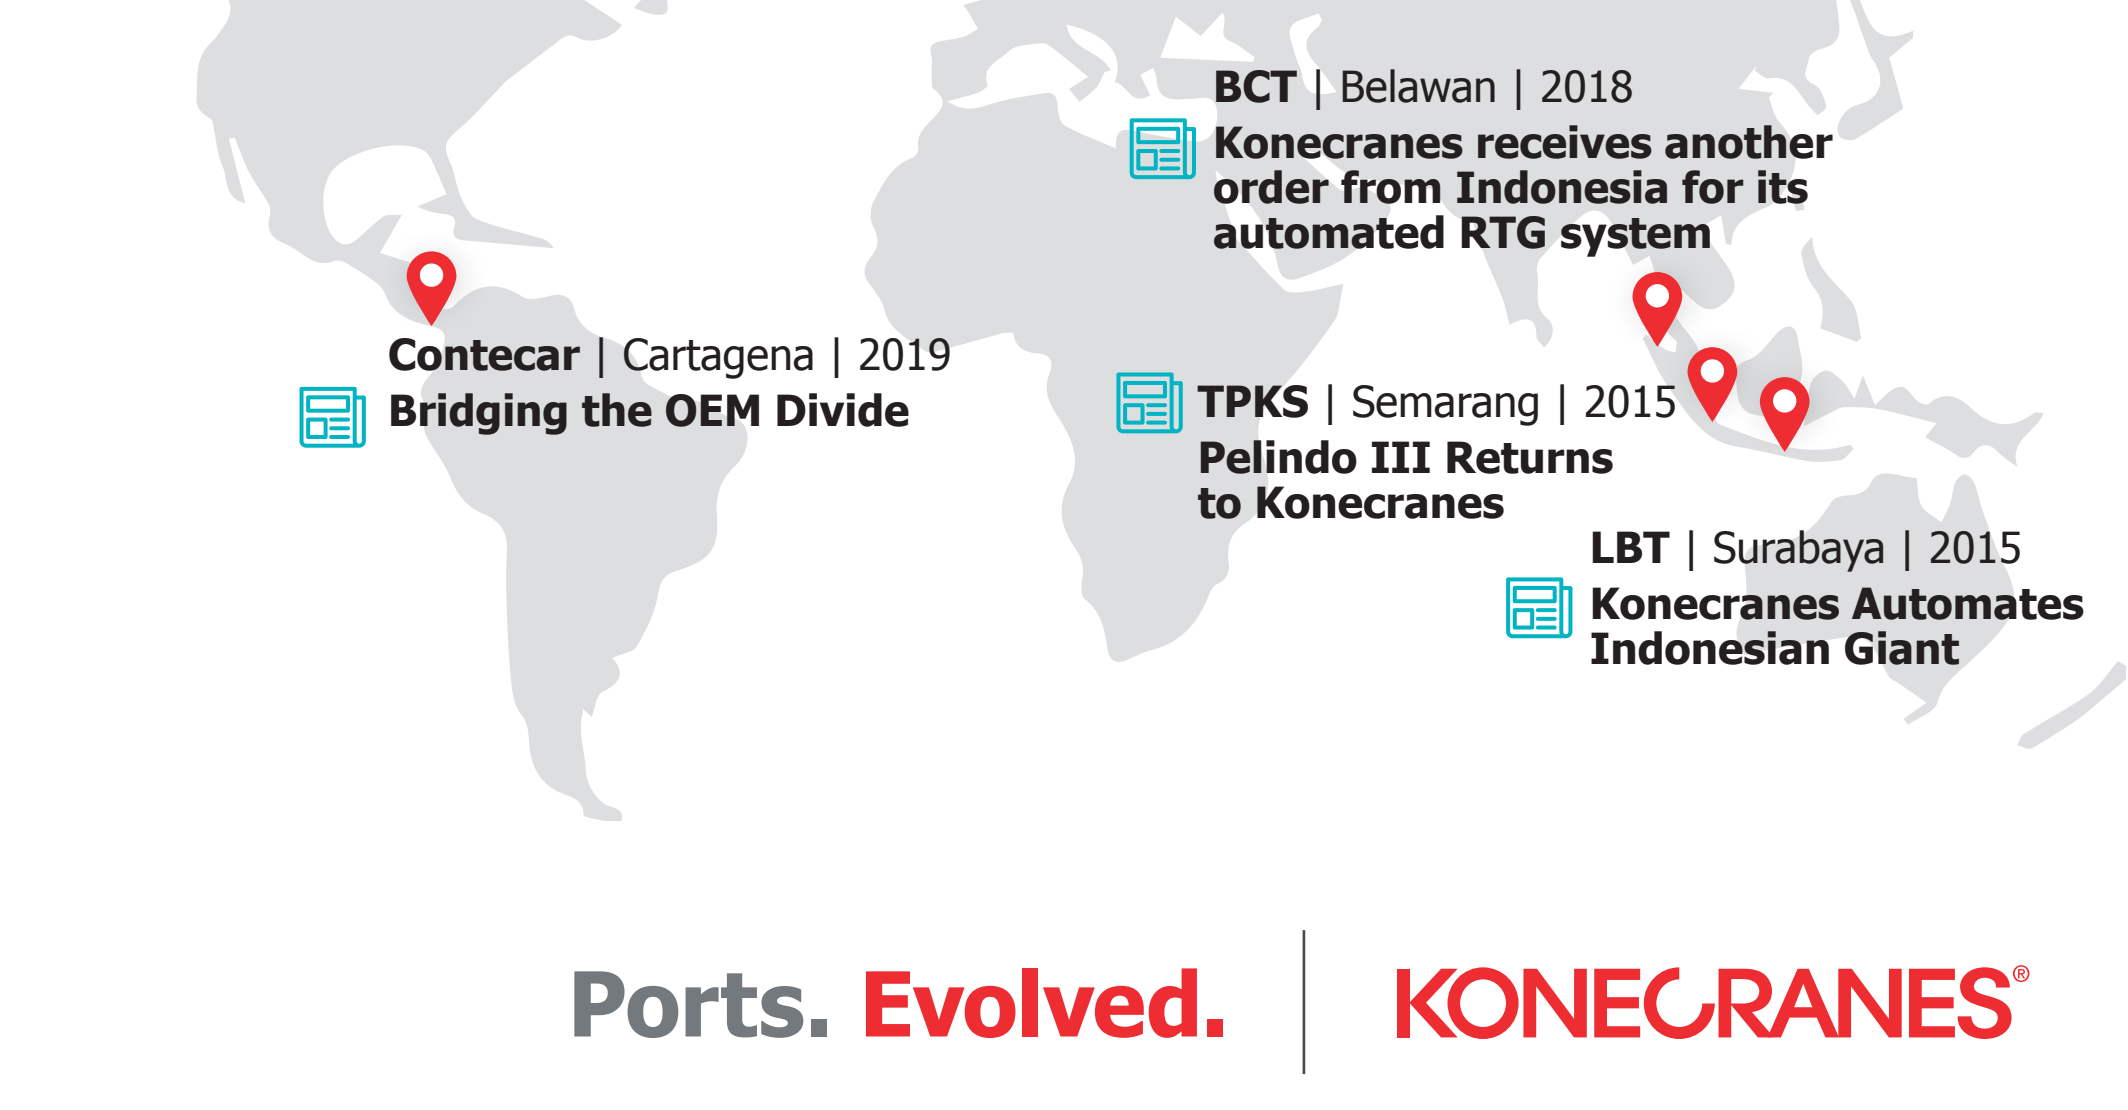 BCT | Belawan | 2018
Konecranes receives another
order from Indonesia for its
automated RTG system
Contecar | Cartagena | 2019
Bridging the OEM Divide
TPKS | Semarang | 2015
Pelindo III Returns
to Konecranes
LBT | Surabaya | 2015
Konecranes Automates
Indonesian Giant
Ports. Evolved.
KONECRANES®